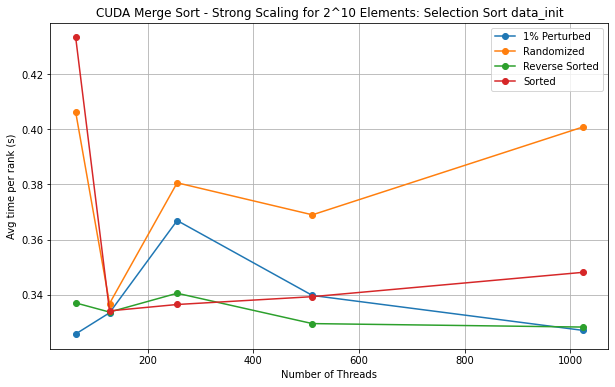 CUDA Merge Sort - Strong Scaling for 2^10 Elements: Selection Sort data_init
1% Perturbed
Randomized
Reverse Sorted
Sorted
Avg time per rank (s)
0.42
0.40
0.38
0.36
0.34
200 400 600 800 1000
Number of Threads